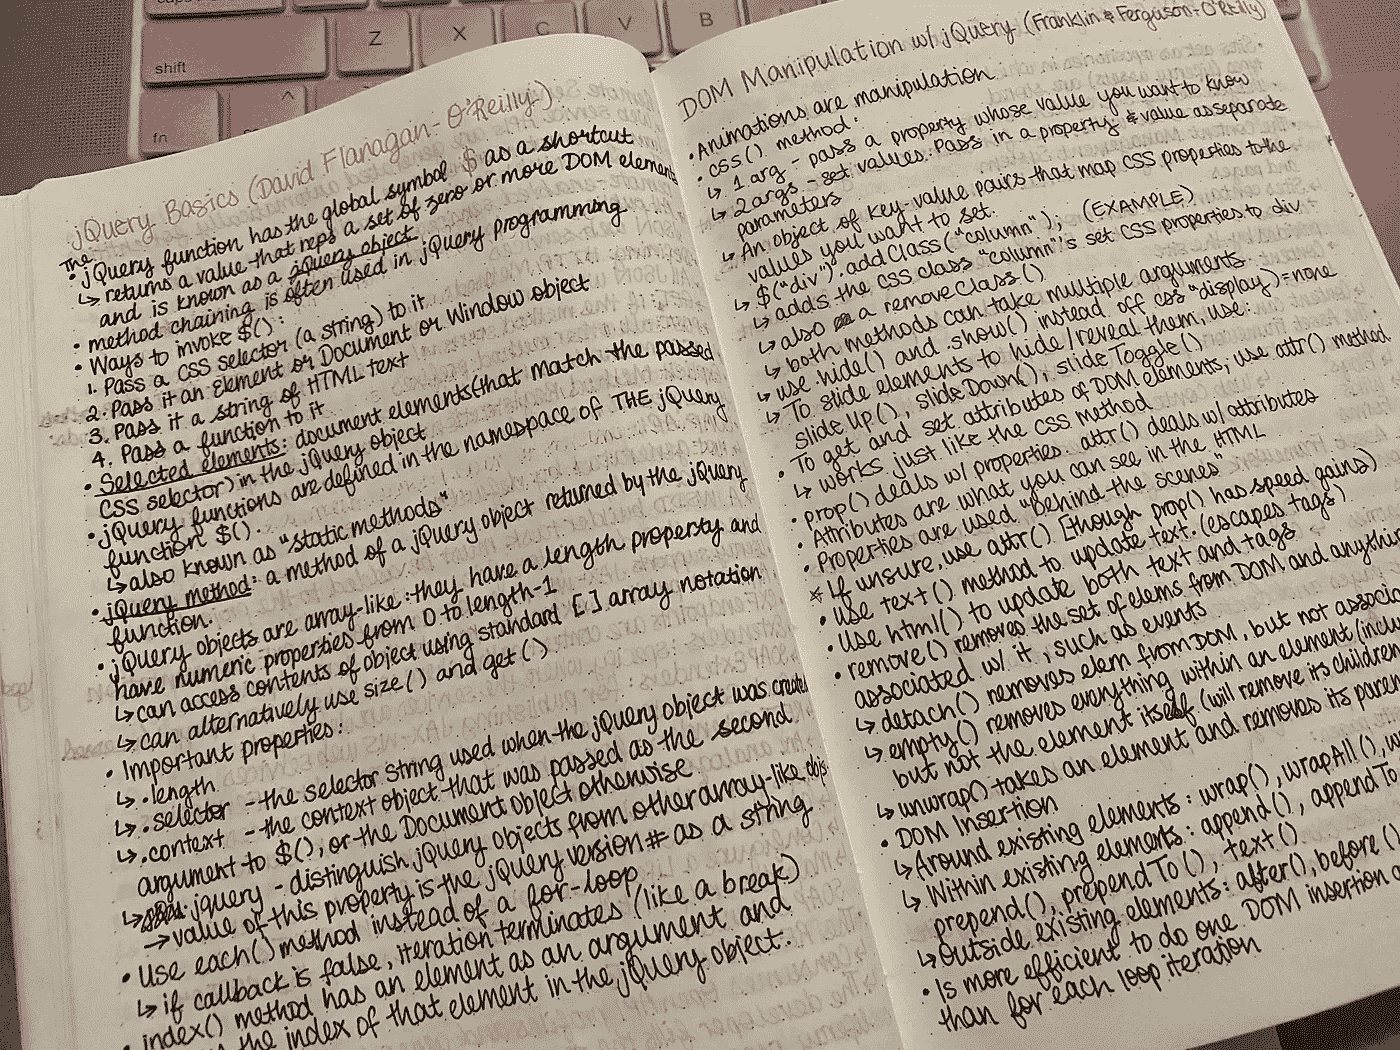 caps lock
shift
fn
Z
X
C
V
B
jQuery Basics (David Flanagan - O'Reilly)
The
• jQuery function has the global symbol $ as a shortcut
↳ returns a value that reps a set of zero or more DOM elements
and is known as a jQuery object
• method chaining is often used in jQuery programming
• Ways to invoke $():
1. Pass a CSS selector (a string) to it
2. Pass it an Element or Document or Window object
3. Pass it a string of HTML text
4. Pass a function to it
• Selected elements: document elements (that match the passed
CSS selector) in the jQuery object
• jQuery functions are defined in the namespace of THE jQuery
function $().
↳ also known as "static methods"
• jQuery method: a method of a jQuery object returned by the jQuery
function.
• jQuery objects are array-like: they have a length property and
have numeric properties from 0 to length-1
↳ can access contents of object using standard [ ] array notation
↳ can alternatively use size() and get()
• Important properties:
↳ .length
↳ .selector - the selector string used when the jQuery object was created
↳ .context - the context object that was passed as the second
argument to $(), or the Document object otherwise
↳ .jquery - distinguish jQuery objects from other array-like objs.
→ value of this property is the jQuery version # as a string
• Use each() method instead of a for-loop
↳ if callback is false, iteration terminates (like a break)
• index() method has an element as an argument and
the index of that element in the jQuery object.
DOM Manipulation w/ jQuery (Franklin & Ferguson - O'Reilly)
• Animations are manipulation
• css() method:
↳ 1 arg - pass a property whose value you want to know
↳ 2 args - set values. Pass in a property & value as separate
parameters
↳ An object of key-value pairs that map CSS properties to the
values you want to set.
↳ $("div").addClass("column"); (EXAMPLE)
↳ adds the CSS class "column"'s set CSS properties to div
↳ also a removeClass()
↳ both methods can take multiple arguments
• use .hide() and .show() instead off css "display)=none
↳ To slide elements to hide/reveal them, use:
slideUp(), slideDown(), slideToggle()
• To get and set attributes of DOM elements, use attr() method
↳ works just like the CSS method
• prop() deals w/ properties. attr() deals w/ attributes
• Attributes are what you can see in the HTML
• Properties are used "behind the scenes"
* If unsure, use attr() [though prop() has speed gains)
• Use text() method to update text. (escapes tags)
• Use html() to update both text and tags
• remove() removes the set of elems from DOM and anything
associated w/ it, such as events
↳ detach() removes elem from DOM, but not
↳ empty() removes everything within an element
but not the element itself (will remove its children
↳ unwrap() takes an element and removes its
• DOM Insertion
↳ Around existing elements: wrap(), wrapAll(),
↳ Within existing elements: append(), appendTo
prepend(), prependTo(), text()
↳ Outside existing elements: after(), before()
• Is more efficient to do one DOM insertion
than for each loop iteration